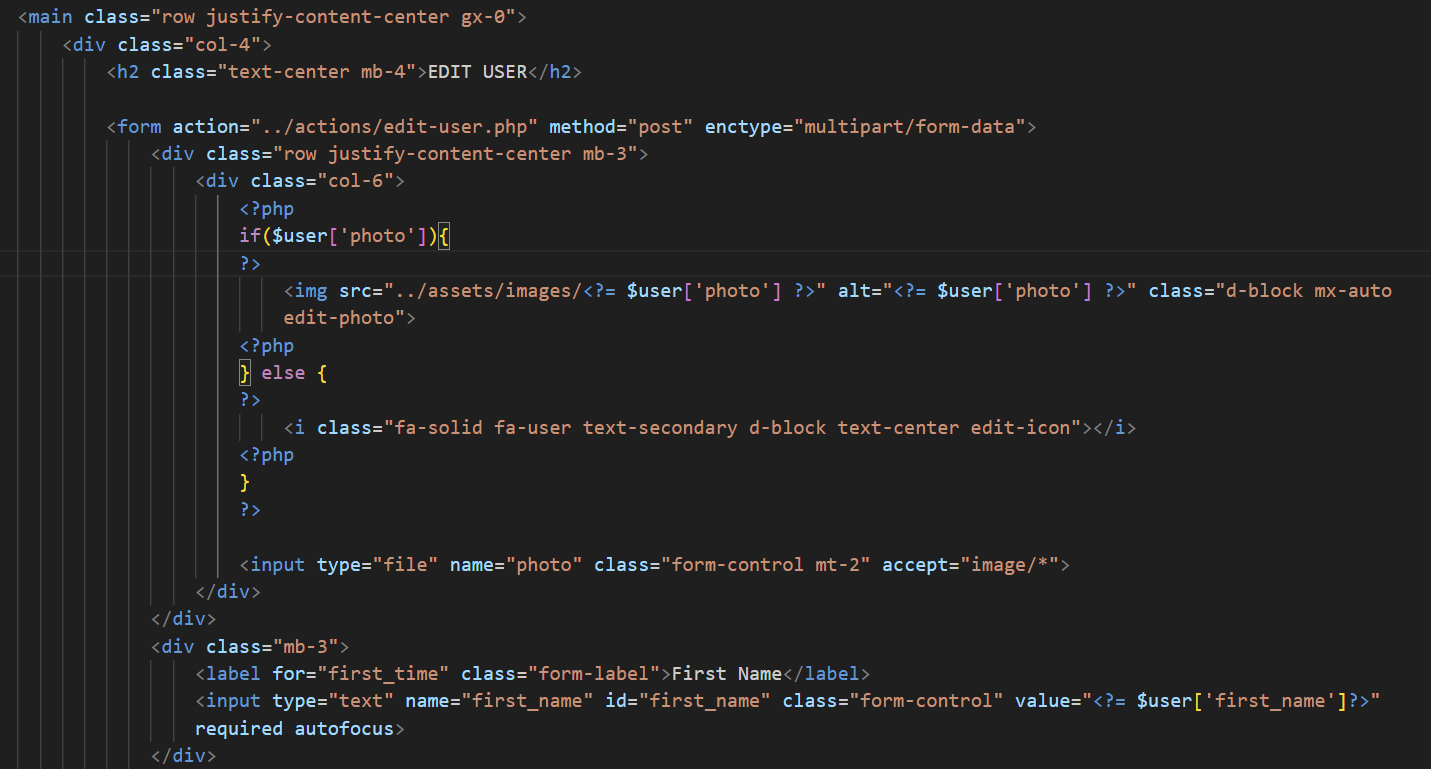 <main class="row justify-content-center gx-0">
<div class="col-4">
<h2 class="text-center mb-4">EDIT USER</h2>
<form action="../actions/edit-user.php" method="post" enctype="multipart/form-data">
<div class="row justify-content-center mb-3">
<div class="col-6">
<?php
if($user['photo']){
?>
<img src="../assets/images/<?= $user['photo'] ?>" alt="<?= $user['photo'] ?>" class="d-block mx-auto
edit-photo">
<?php
} else {
?>
<i class="fa-solid fa-user text-secondary d-block text-center edit-icon"></i>
<?php
}
?>
<input type="file" name="photo" class="form-control mt-2" accept="image/*">
</div>
</div>
<div class="mb-3">
<label for="first_time" class="form-label">First Name</label>
<input type="text" name="first_name" id="first_name" class="form-control" value="<?= $user['first_name']?>"
required autofocus>
</div>